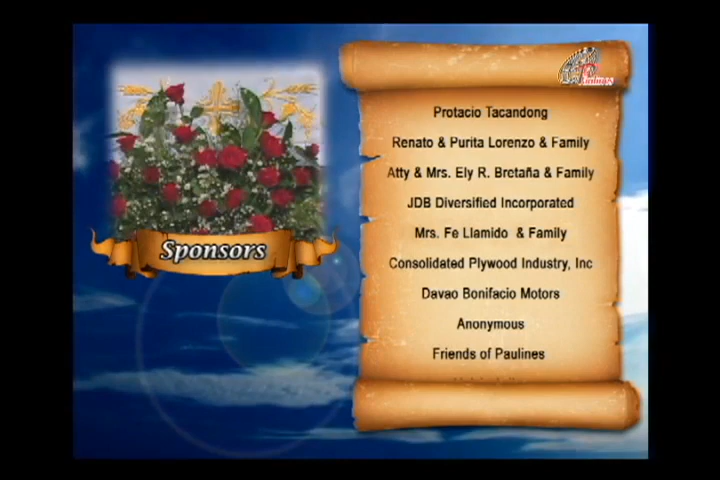 Protacio Tacandong
Renato & Purita Lorenzo & Family
Atty & Mrs. Ely R. Bretaña & Family
JDB Diversified Incorporated
Mrs. Fe Llamido & Family
Consolidated Plywood Industry, Inc
Davao Bonifacio Motors
Anonymous
Friends of Paulines
Sponsors